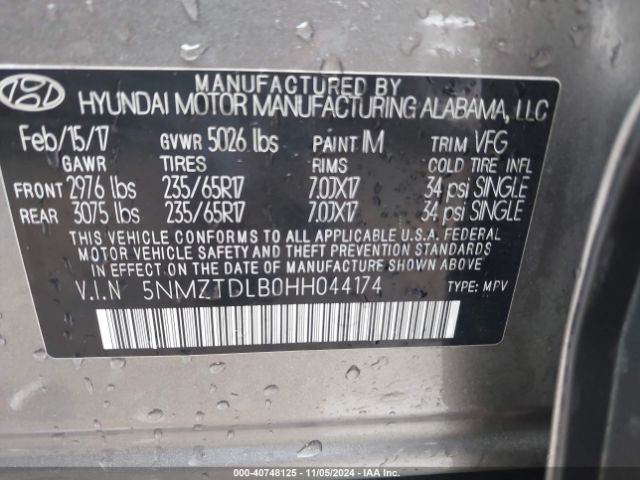 MANUFACTURED BY
HYUNDAI MOTOR MANUFACTURING ALABAMA, LLC
Feb/15/17 GVWR 5026 lbs PAINT IM TRIM VFG
GAWR TIRES RIMS COLD TIRE INFL
FRONT 2976 lbs 235/65R17 7.0JX17 34 psi SINGLE
REAR 3075 lbs 235/65R17 7.0JX17 34 psi SINGLE
THIS VEHICLE CONFORMS TO ALL APPLICABLE U.S.A. FEDERAL
MOTOR VEHICLE SAFETY AND THEFT PREVENTION STANDARDS
IN EFFECT ON THE DATE OF MANUFACTURE SHOWN ABOVE.
V.I.N 5NMZTDLB0HH044174 TYPE: MPV
000-40748125 - 11/05/2024 - IAA Inc.